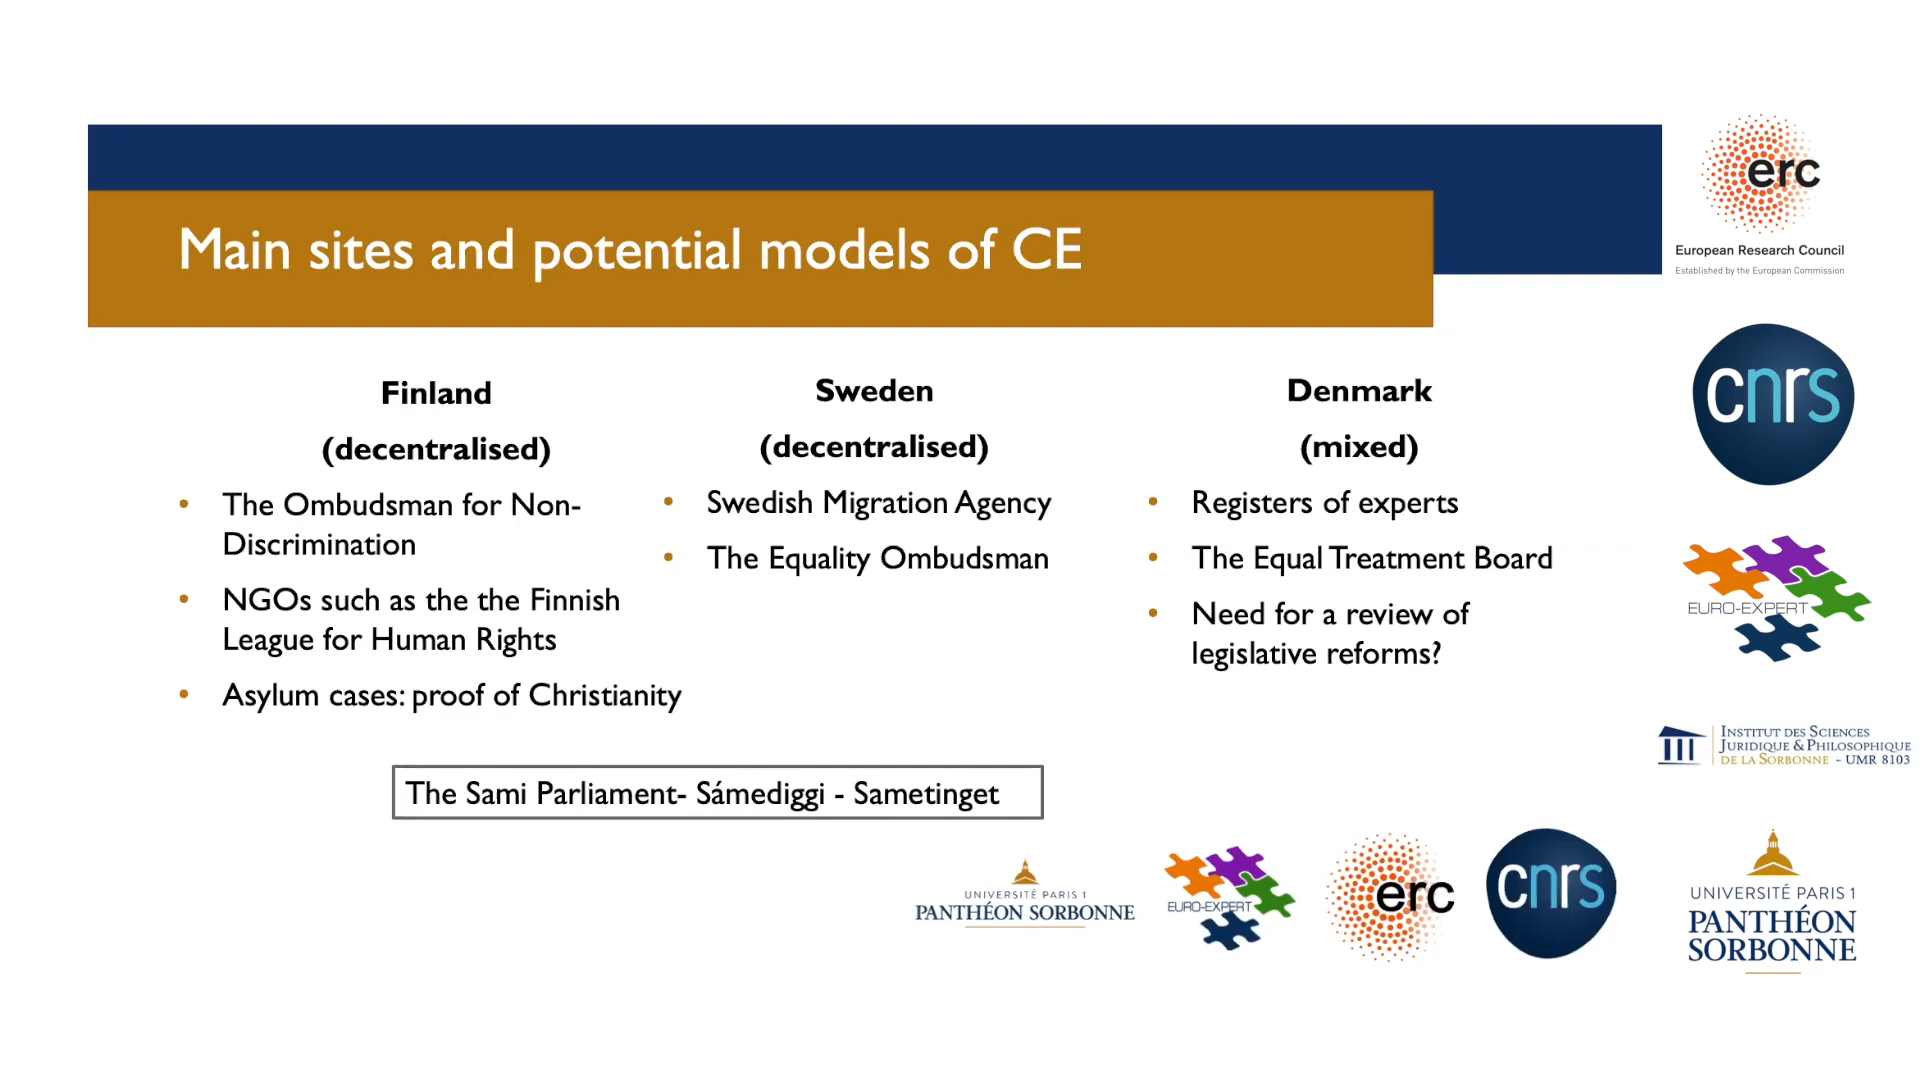 Main sites and potential models of CE
Finland
(decentralised)
• The Ombudsman for Non-
Discrimination
• NGOs such as the the Finnish
League for Human Rights
• Asylum cases: proof of Christianity
Sweden
(decentralised)
• Swedish Migration Agency
• The Equality Ombudsman
Denmark
(mixed)
• Registers of experts
• The Equal Treatment Board
• Need for a review of
legislative reforms?
The Sami Parliament- Sámediggi - Sametinget
erc
European Research Council
Established by the European Commission
cnrs
EURO-EXPERT
INSTITUT DES SCIENCES
JURIDIQUE & PHILOSOPHIQUE
DE LA SORBONNE - UMR 8103
UNIVERSITÉ PARIS 1
PANTHÉON SORBONNE
EURO-EXPERT
erc
cnrs
UNIVERSITÉ PARIS 1
PANTHÉON
SORBONNE